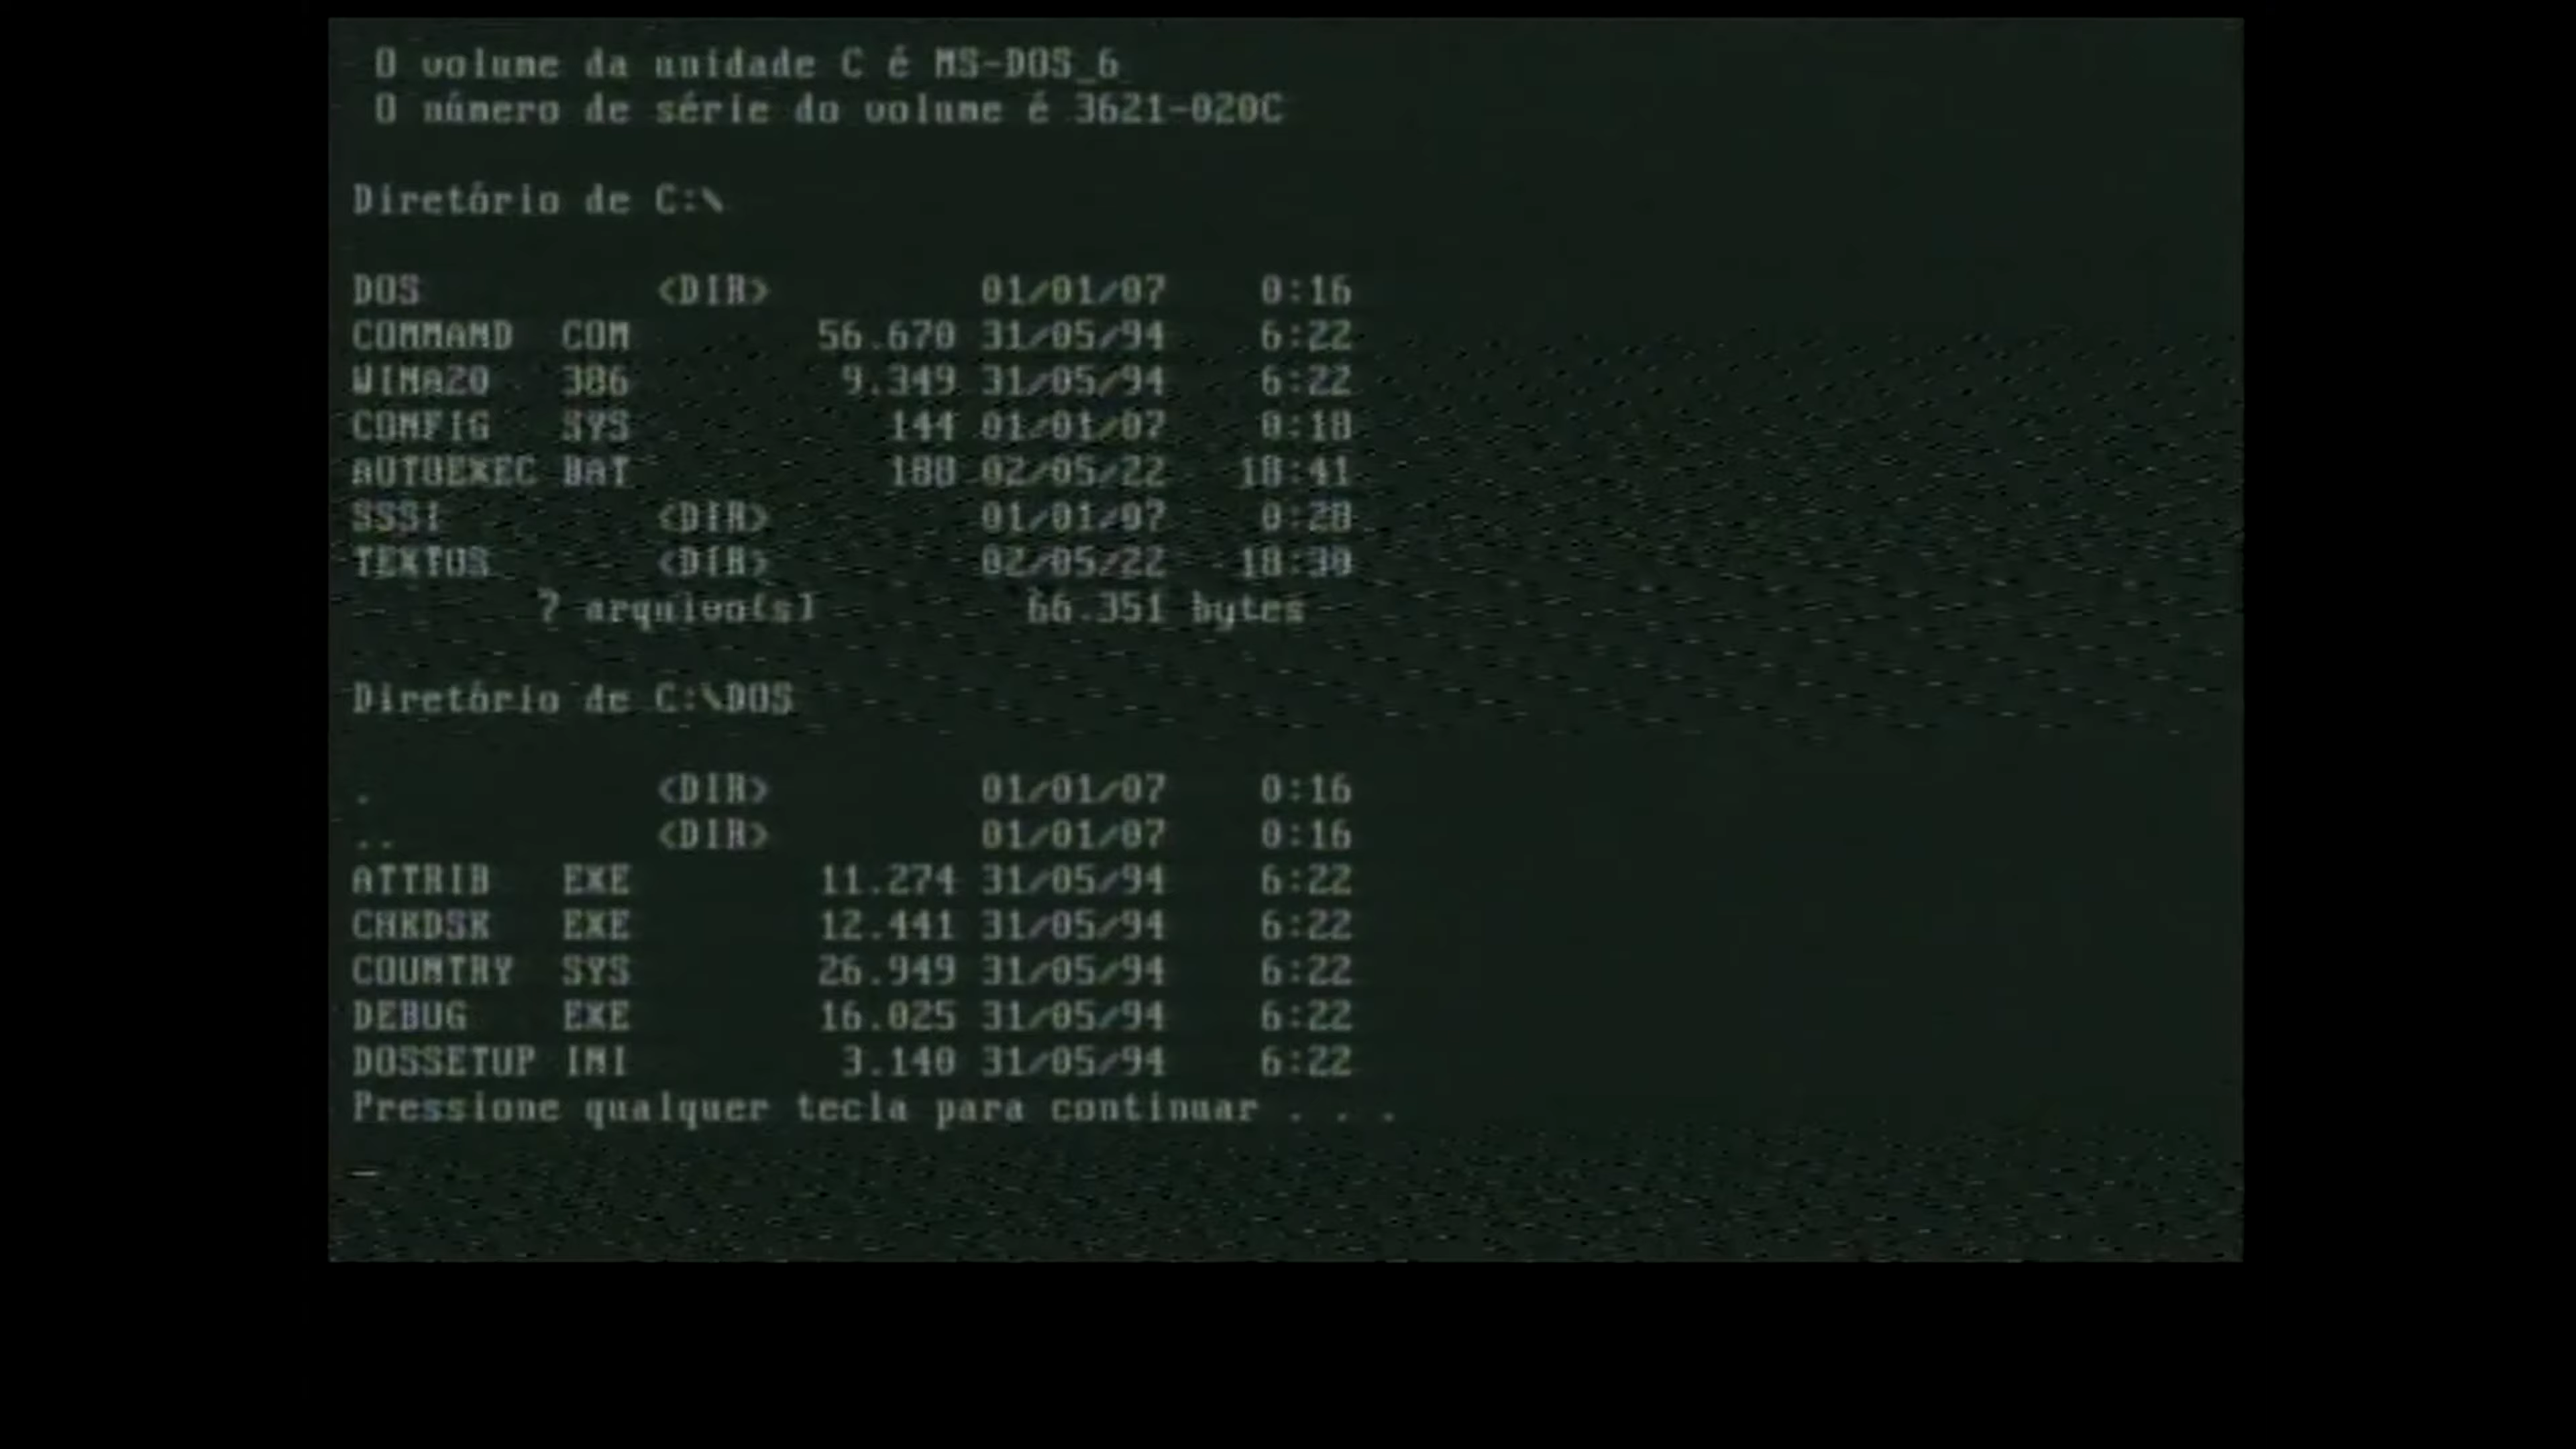 O volume da unidade C é MS-DOS_6
O número de série do volume é 3621-020C
Diretório de C:\
DOS <DIR> 01/01/07 0:16
COMMAND COM 56.670 31/05/94 6:22
WINA20 386 9.349 31/05/94 6:22
CONFIG SYS 144 01/01/07 0:18
AUTOEXEC BAT 188 02/05/22 18:41
SSSI <DIR> 01/01/07 0:28
TEXTOS <DIR> 02/05/22 18:30
7 arquivo(s) 66.351 bytes
Diretório de C:\DOS
. <DIR> 01/01/07 0:16
.. <DIR> 01/01/07 0:16
ATTRIB EXE 11.274 31/05/94 6:22
CHKDSK EXE 12.441 31/05/94 6:22
COUNTRY SYS 26.949 31/05/94 6:22
DEBUG EXE 16.025 31/05/94 6:22
DOSSETUP INI 3.140 31/05/94 6:22
Pressione qualquer tecla para continuar . . .
_